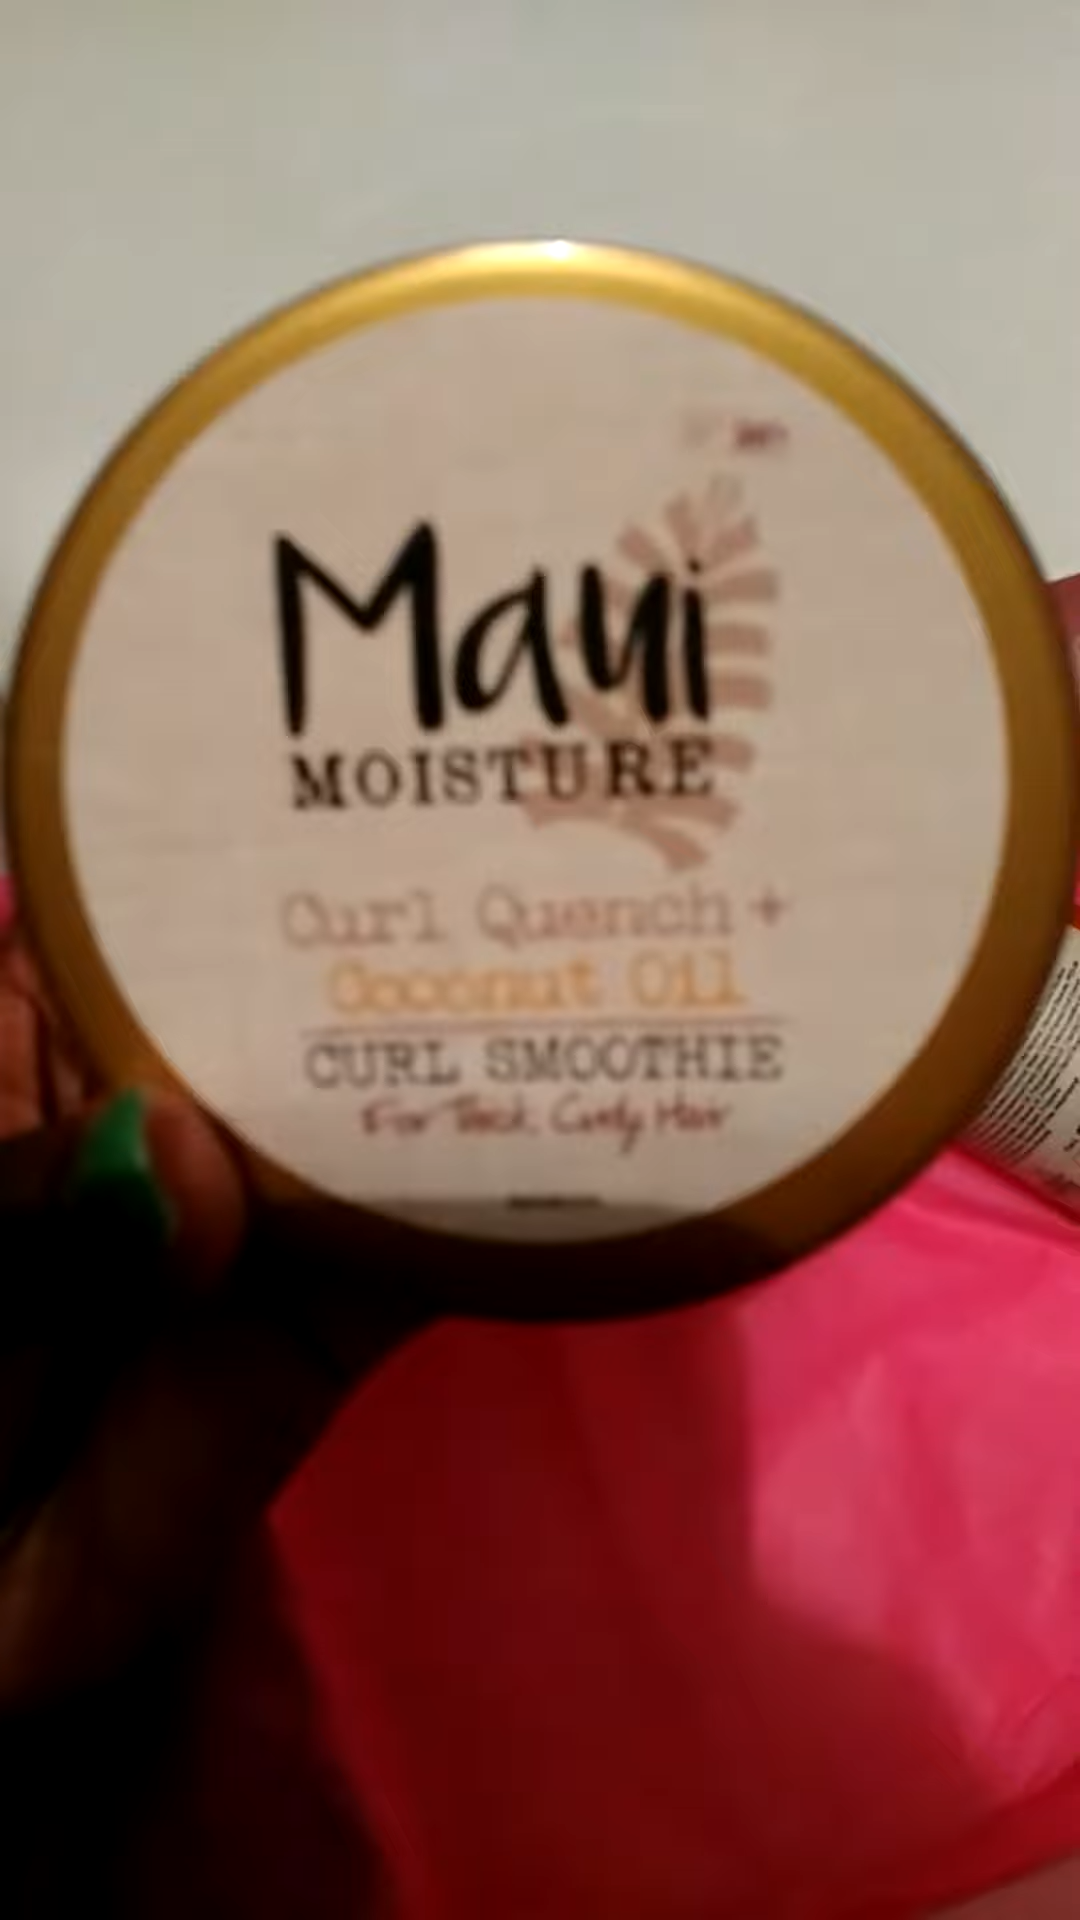 Maui
MOISTURE
Curl Quench +
Coconut Oil
CURL SMOOTHIE
For Thick, Curly Hair